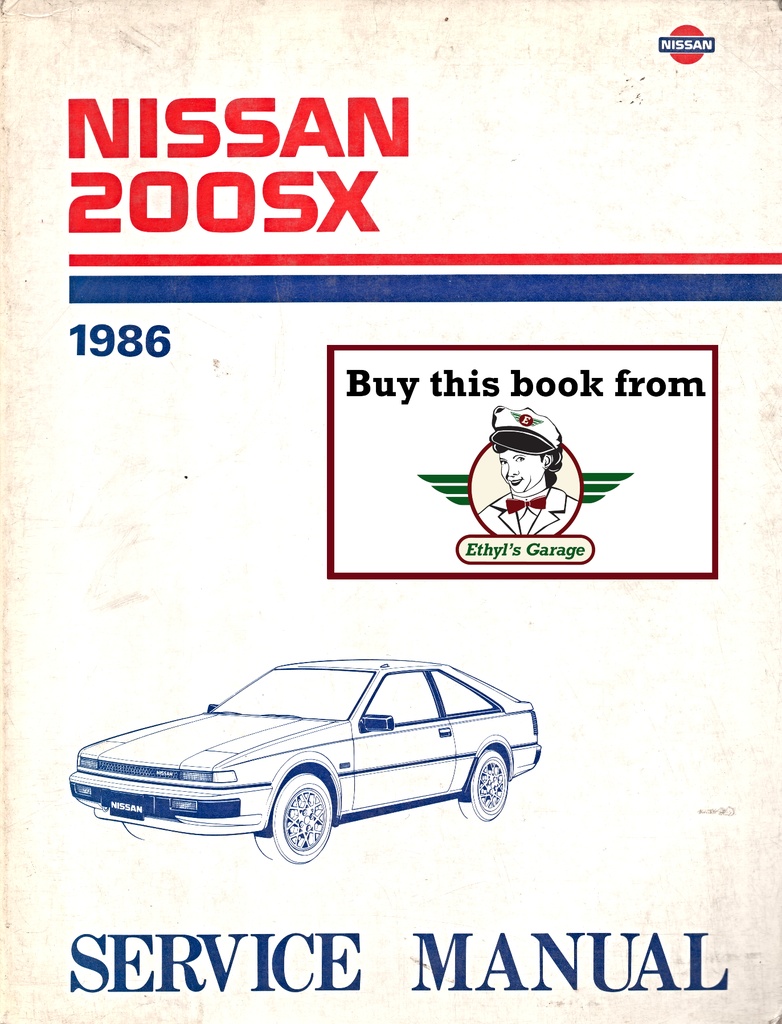 NISSAN
NISSAN
200SX
1986
Buy this book from
E
Ethyl's Garage
NISSAN
NISSAN
SERVICE MANUAL